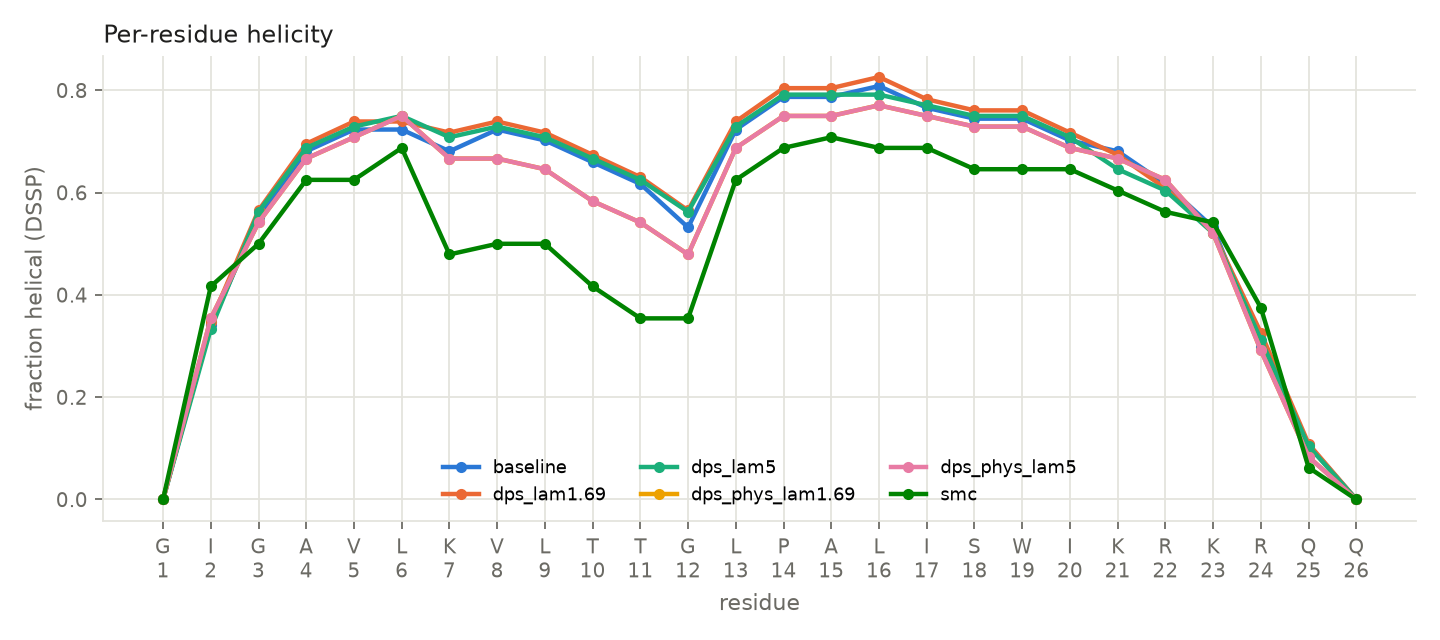 Per-residue helicity
fraction helical (DSSP)
0.8
0.6
0.4
0.2
0.0
baseline
dps_lam1.69
dps_lam5
dps_phys_lam1.69
dps_phys_lam5
smc
G I G A V L K V L T T G L P A L I S W I K R K R Q Q
1 2 3 4 5 6 7 8 9 10 11 12 13 14 15 16 17 18 19 20 21 22 23 24 25 26
residue